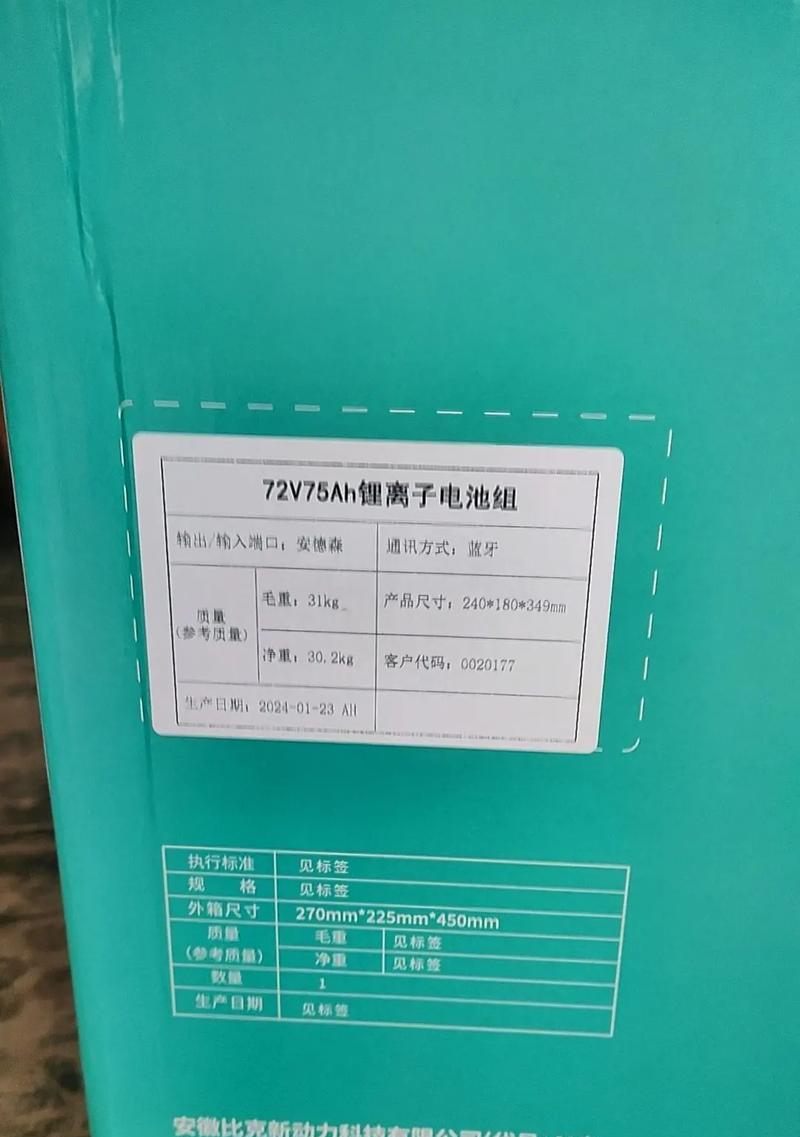 72V75Ah锂离子电池组
输出/输入端口：安德森
通讯方式：蓝牙
质量
(参考质量)
毛重：31kg
产品尺寸：240*180*349mm
净重：30.2kg
客户代码：0020177
生产日期：2024-01-23 AH
执行标准 见标签
规 格 见标签
外箱尺寸 270mm*225mm*450mm
质量
(参考质量)
毛重 见标签
净重 见标签
数量 1
生产日期 见标签
安徽比克新动力科技有限公司